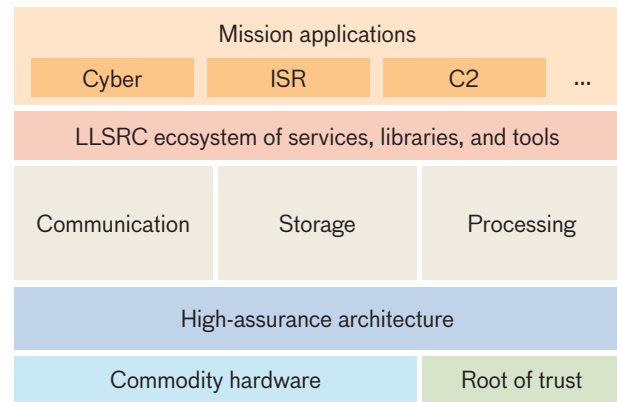 Mission applications
Cyber ISR C2 ...
LLSRC ecosystem of services, libraries, and tools
Communication Storage Processing
High-assurance architecture
Commodity hardware Root of trust